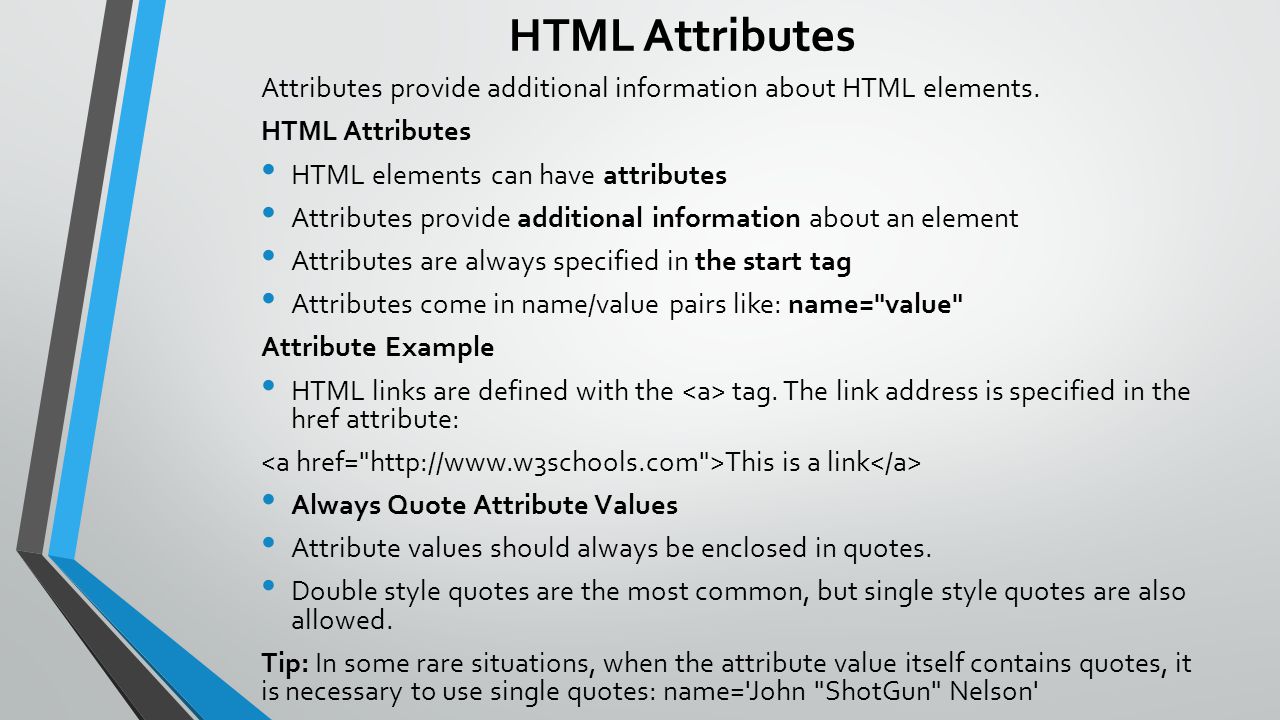 HTML Attributes
Attributes provide additional information about HTML elements.
HTML Attributes
• HTML elements can have attributes
• Attributes provide additional information about an element
• Attributes are always specified in the start tag
• Attributes come in name/value pairs like: name="value"
Attribute Example
• HTML links are defined with the <a> tag. The link address is specified in the
href attribute:
<a href="http://www.w3schools.com">This is a link</a>
• Always Quote Attribute Values
• Attribute values should always be enclosed in quotes.
• Double style quotes are the most common, but single style quotes are also
allowed.
Tip: In some rare situations, when the attribute value itself contains quotes, it
is necessary to use single quotes: name='John "ShotGun" Nelson'